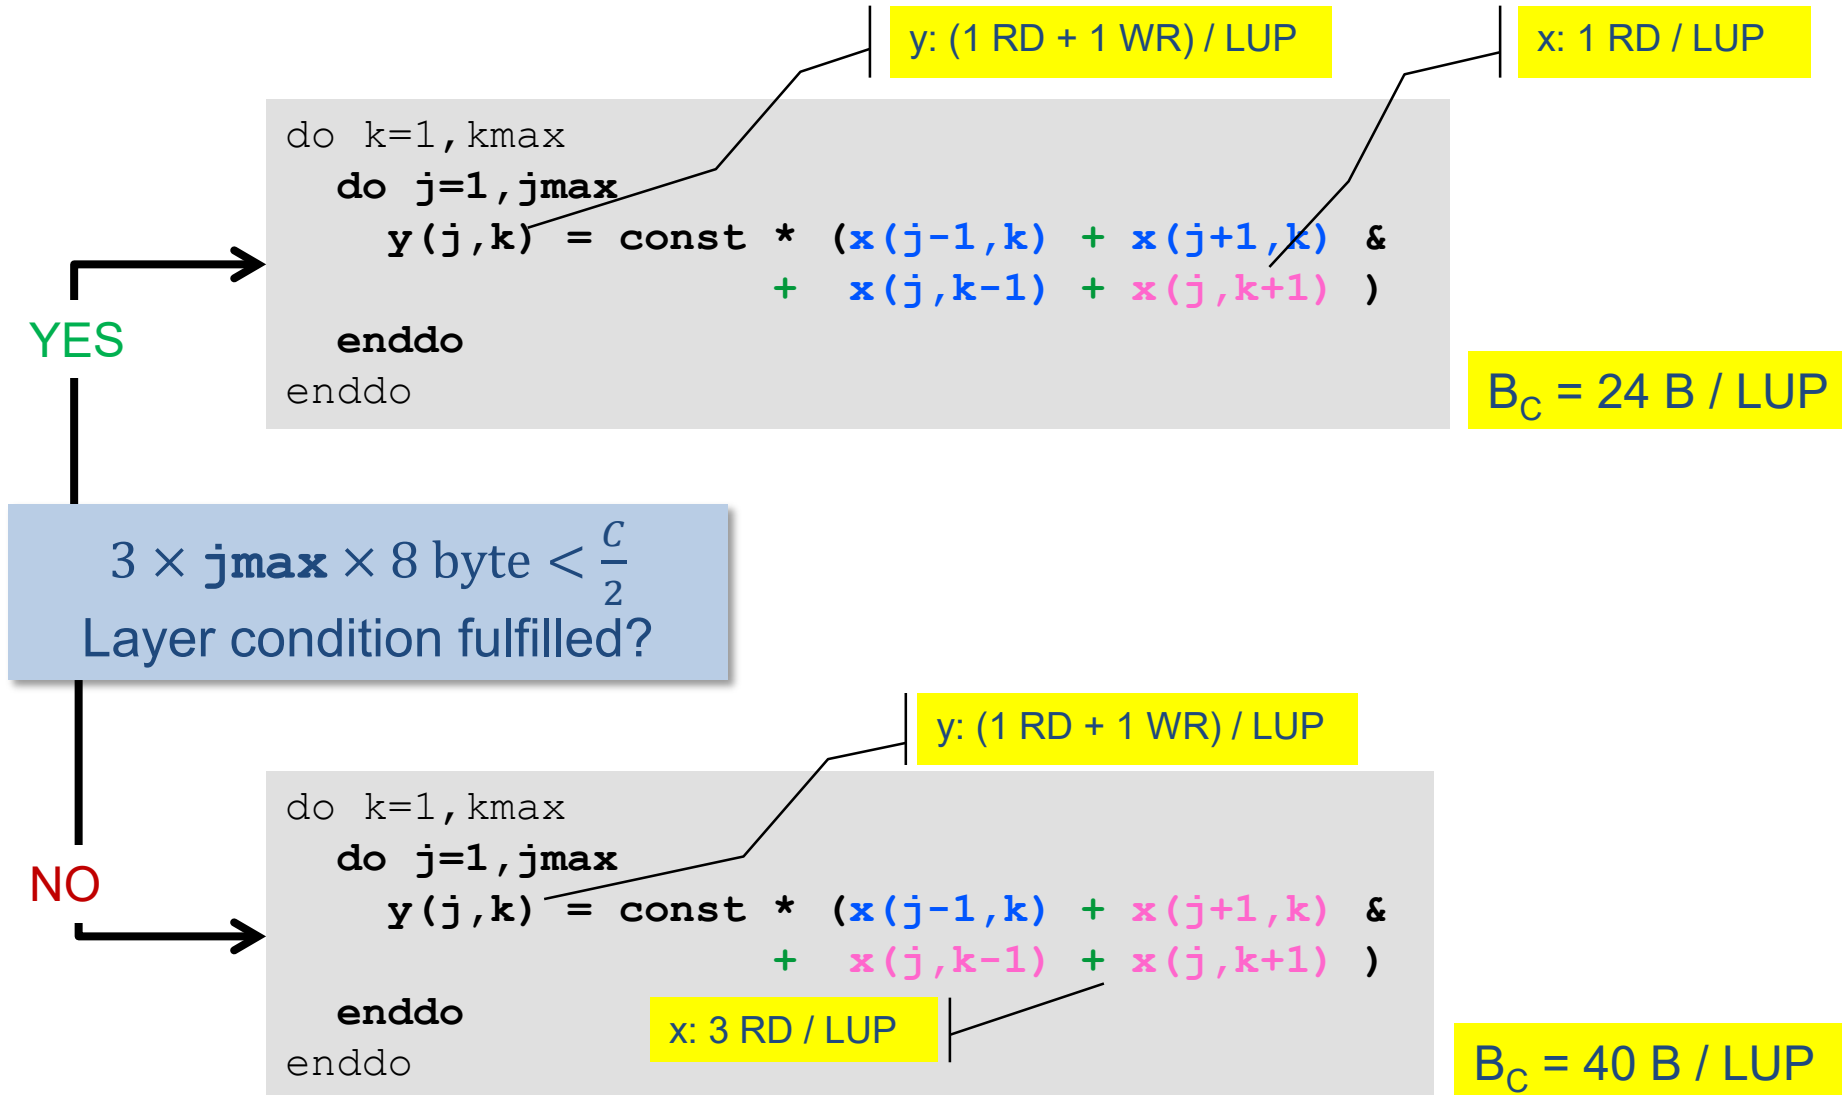 y: (1 RD + 1 WR) / LUP
x: 1 RD / LUP
do k=1,kmax
do j=1,jmax
y(j,k) = const * (x(j-1,k) + x(j+1,k) &
+ x(j,k-1) + x(j,k+1) )
enddo
enddo
YES
B_C = 24 B / LUP
3 × jmax × 8 byte < C/2
Layer condition fulfilled?
y: (1 RD + 1 WR) / LUP
do k=1,kmax
do j=1,jmax
y(j,k) = const * (x(j-1,k) + x(j+1,k) &
+ x(j,k-1) + x(j,k+1) )
enddo
enddo
NO
x: 3 RD / LUP
B_C = 40 B / LUP